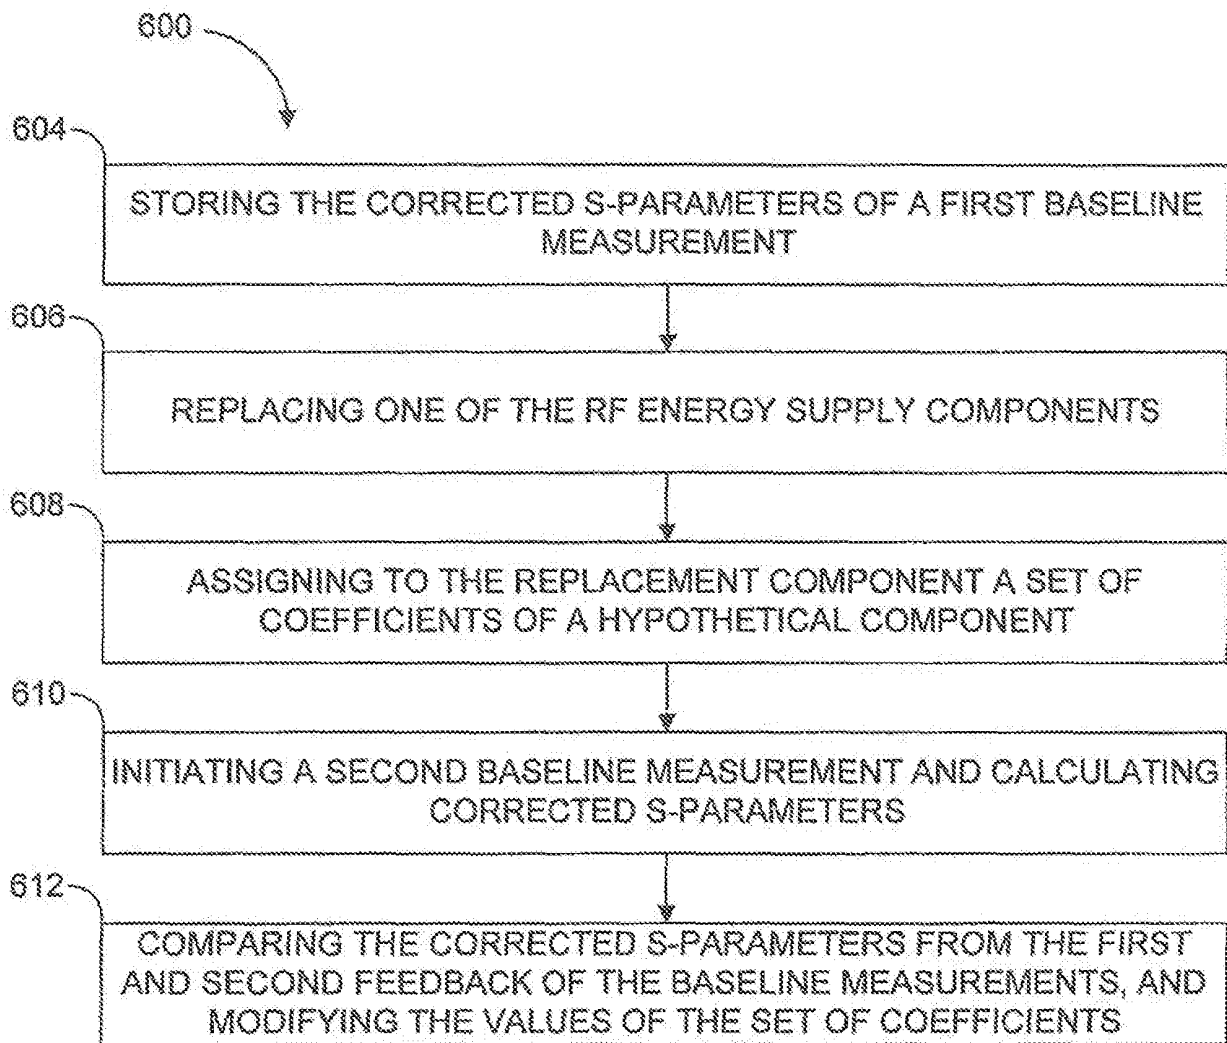 600
604
STORING THE CORRECTED S-PARAMETERS OF A FIRST BASELINE
MEASUREMENT
606
REPLACING ONE OF THE RF ENERGY SUPPLY COMPONENTS
608
ASSIGNING TO THE REPLACEMENT COMPONENT A SET OF
COEFFICIENTS OF A HYPOTHETICAL COMPONENT
610
INITIATING A SECOND BASELINE MEASUREMENT AND CALCULATING
CORRECTED S-PARAMETERS
612
COMPARING THE CORRECTED S-PARAMETERS FROM THE FIRST
AND SECOND FEEDBACK OF THE BASELINE MEASUREMENTS, AND
MODIFYING THE VALUES OF THE SET OF COEFFICIENTS